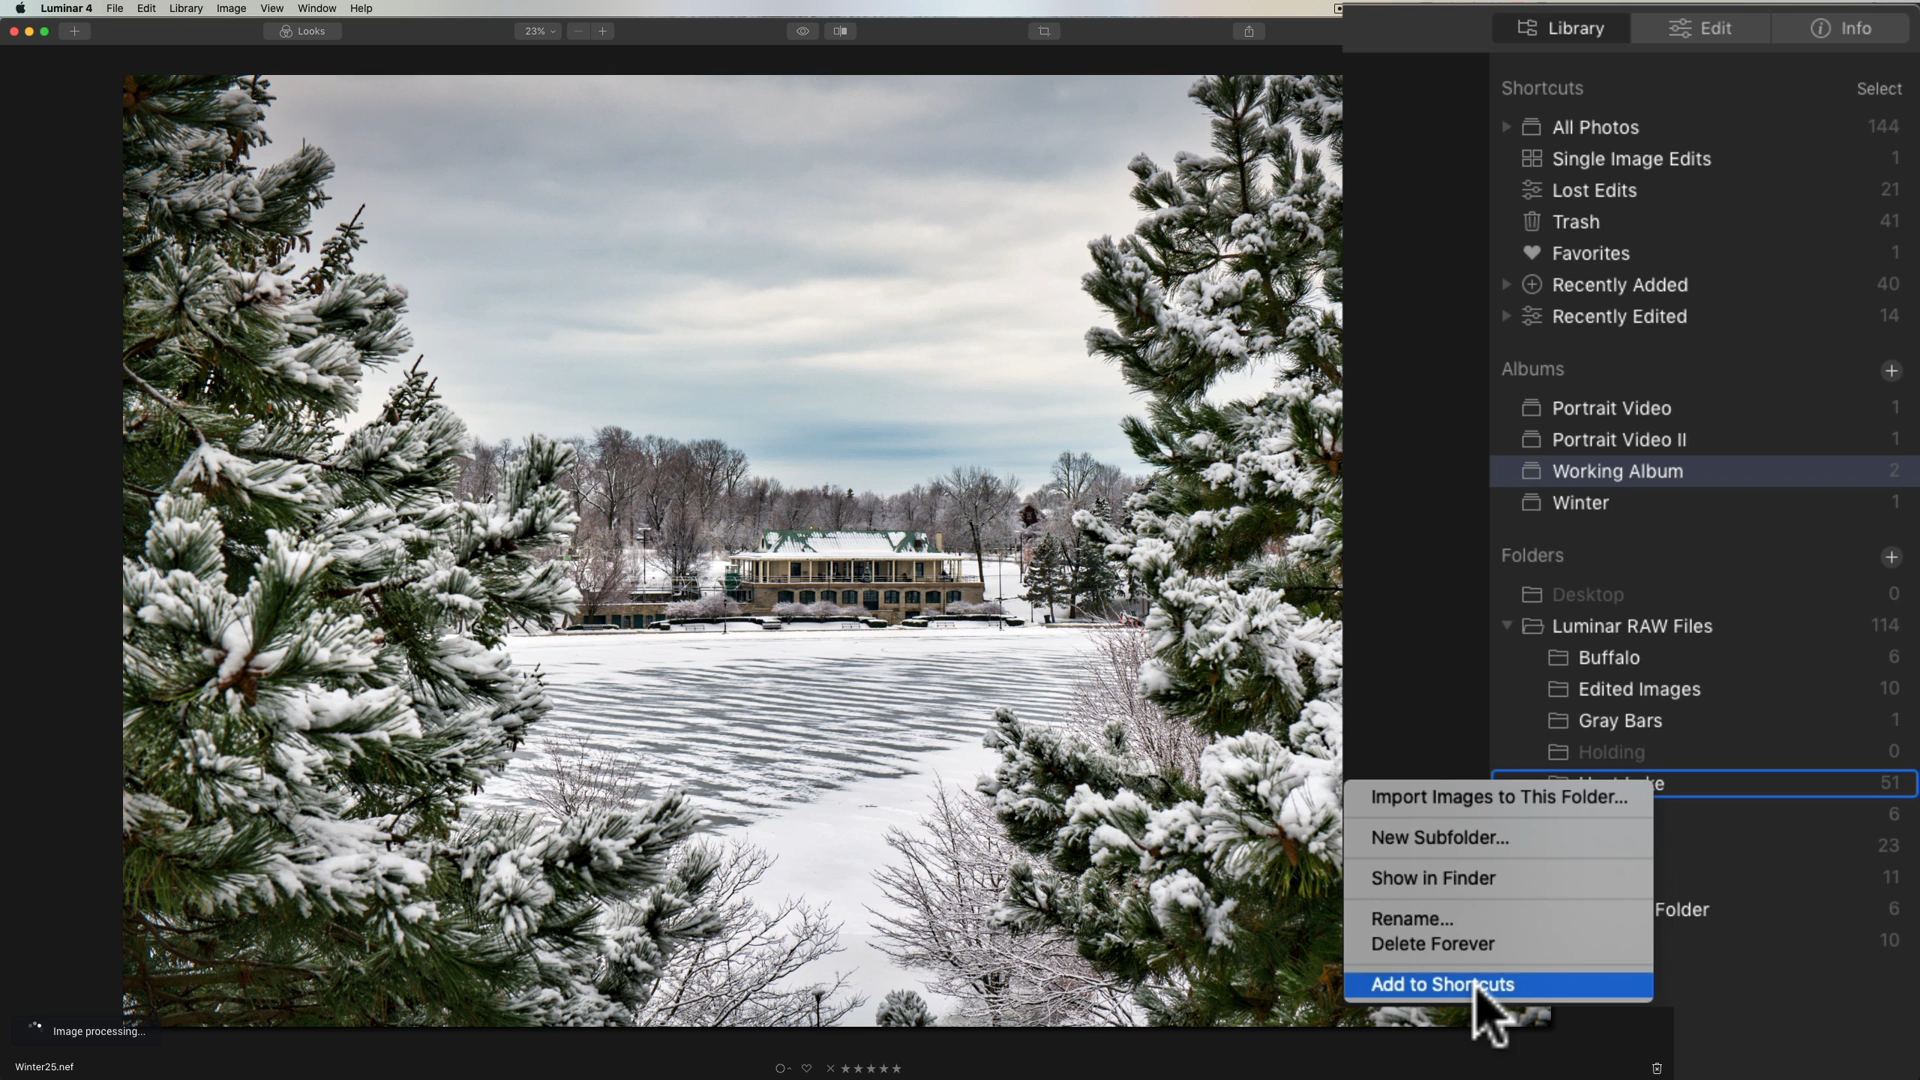 Luminar 4 File Edit Library Image View Window Help
Looks
23%
Library Edit Info
Shortcuts Select
All Photos 144
Single Image Edits 1
Lost Edits 21
Trash 41
Favorites 1
Recently Added 40
Recently Edited 14
Albums
Portrait Video 1
Portrait Video II 1
Working Album 2
Winter 1
Folders
Desktop 0
Luminar RAW Files 114
Buffalo 6
Edited Images 10
Gray Bars 1
Holding 0
51
Import Images to This Folder...
6
New Subfolder...
23
Show in Finder
11
Rename...
Folder 6
Delete Forever
10
Add to Shortcuts
Image processing...
Winter25.nef